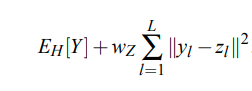 E_H[Y] + w_Z \sum_{l=1}^{L} \|y_l - z_l\|^2